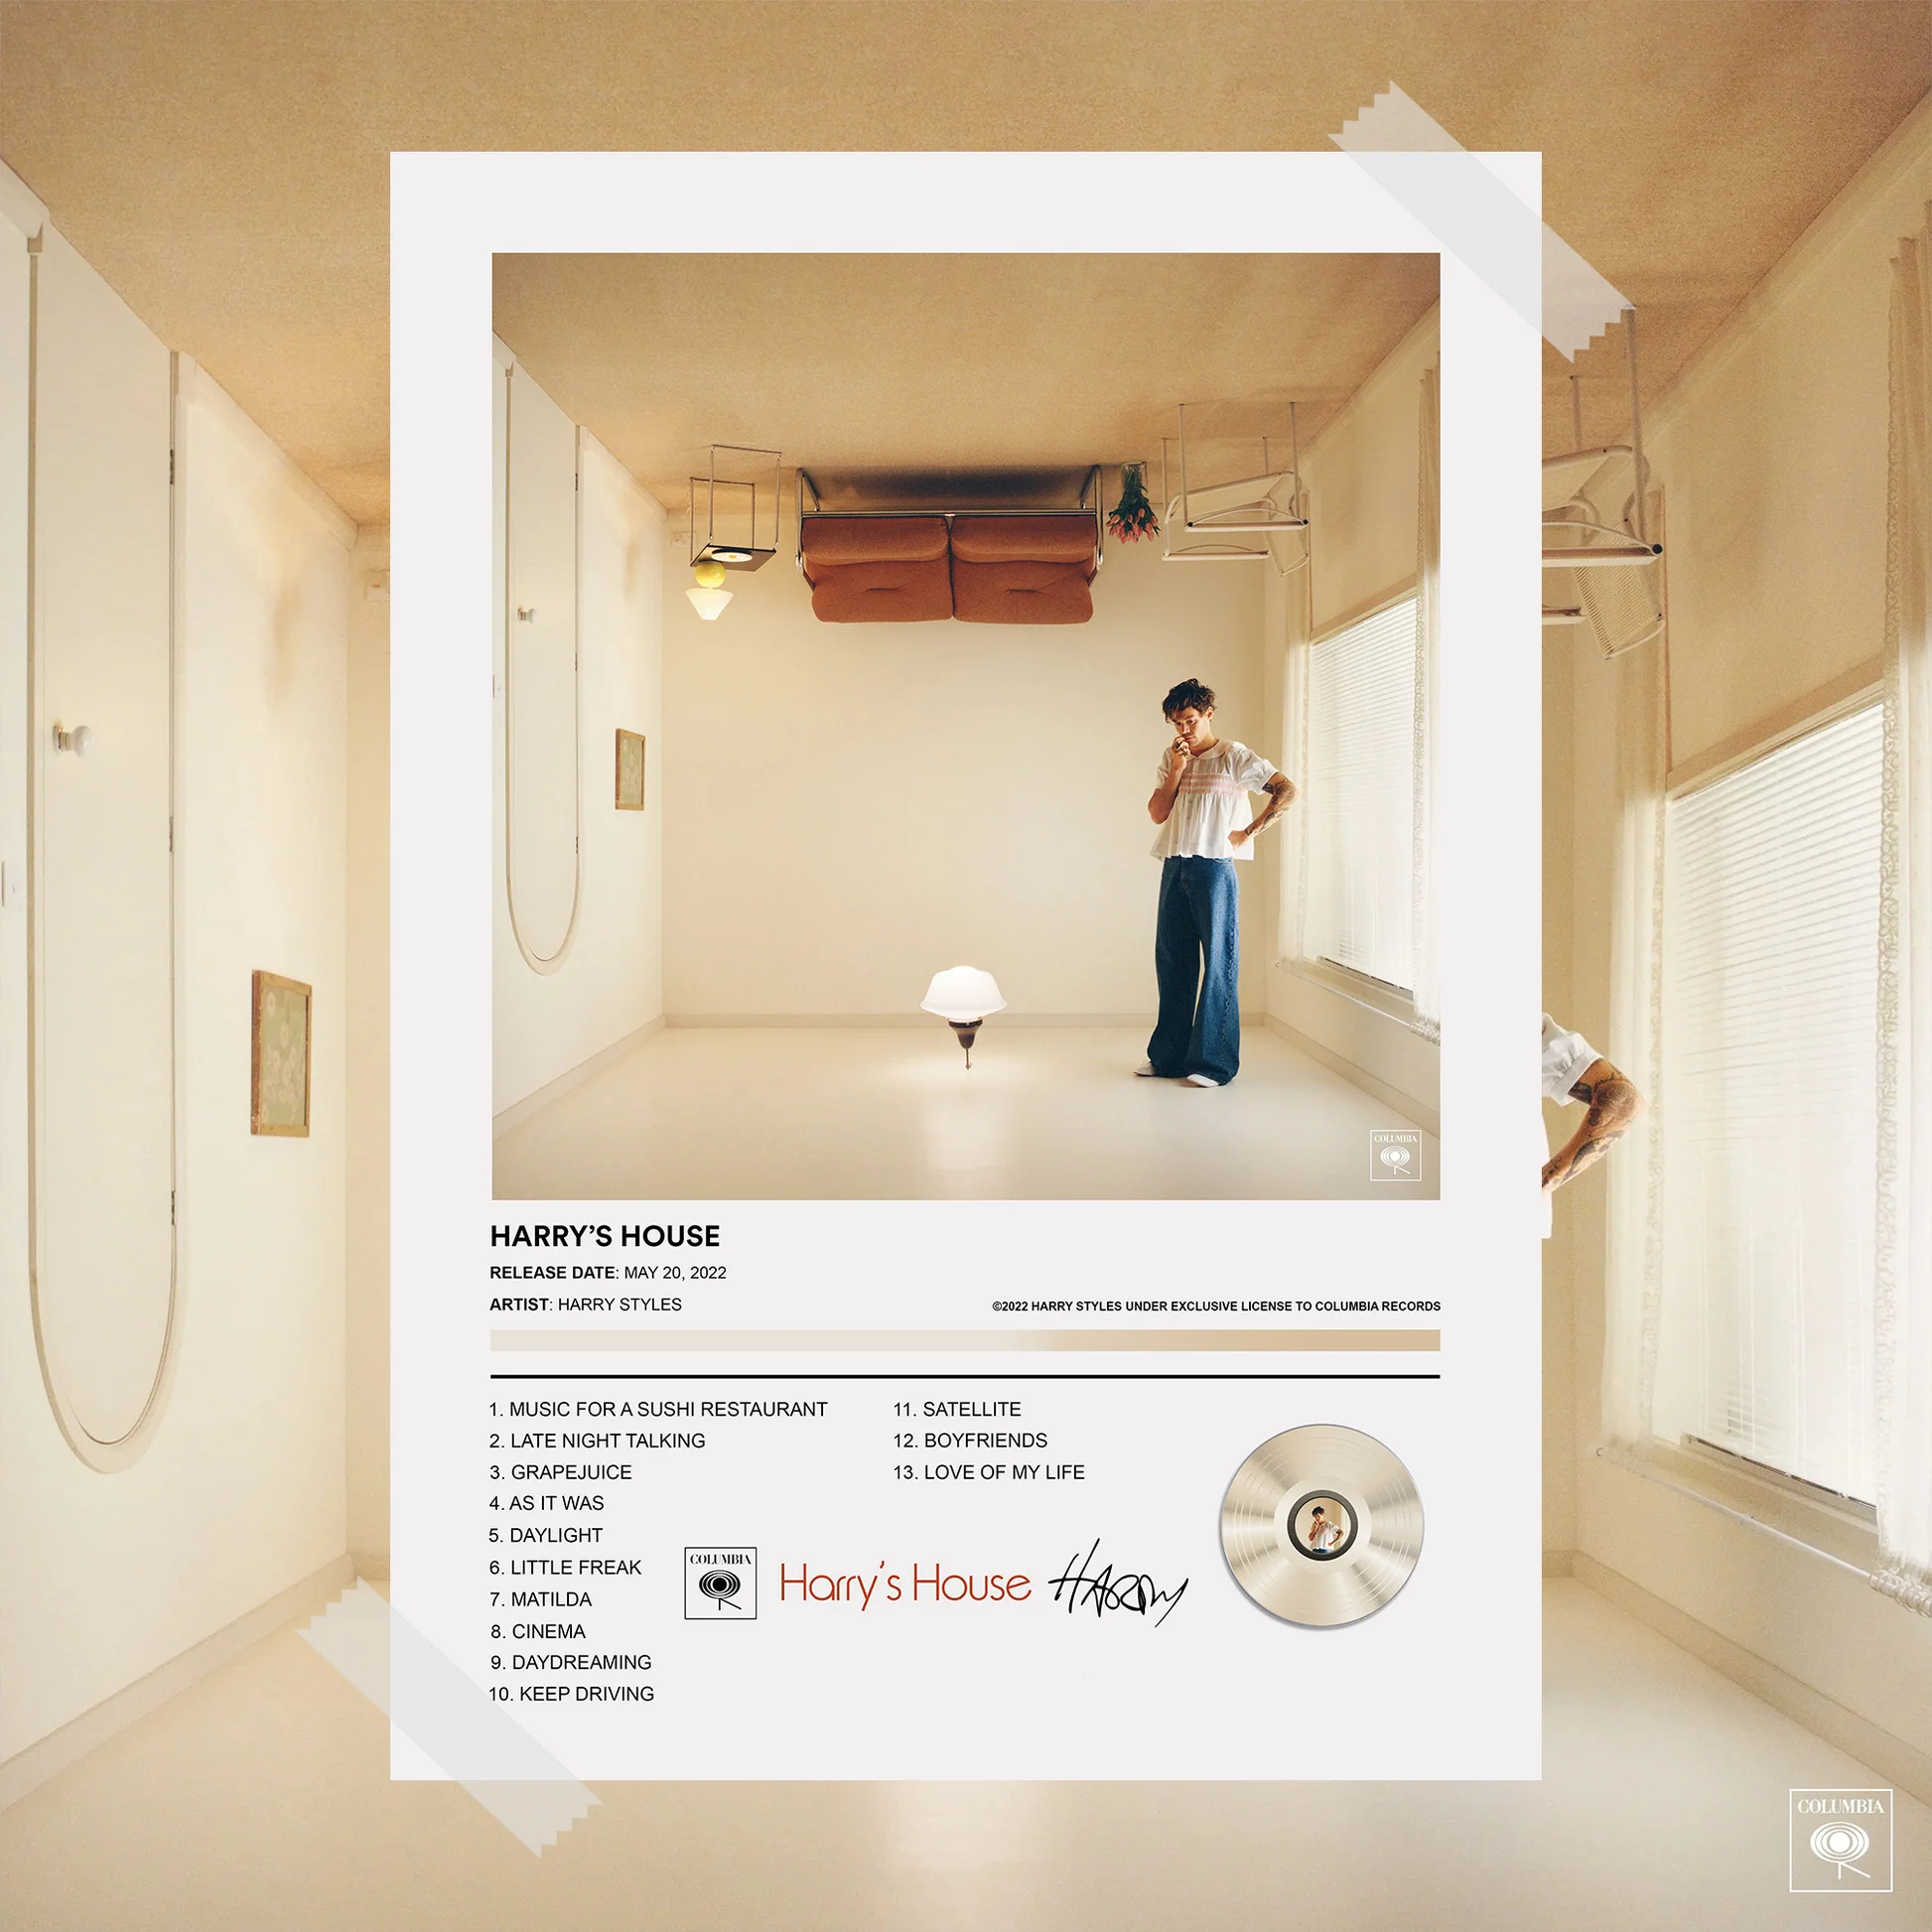 COLUMBIA
HARRY’S HOUSE
RELEASE DATE: MAY 20, 2022
ARTIST: HARRY STYLES
©2022 HARRY STYLES UNDER EXCLUSIVE LICENSE TO COLUMBIA RECORDS
1. MUSIC FOR A SUSHI RESTAURANT
2. LATE NIGHT TALKING
3. GRAPEJUICE
4. AS IT WAS
5. DAYLIGHT
6. LITTLE FREAK
7. MATILDA
8. CINEMA
9. DAYDREAMING
10. KEEP DRIVING
11. SATELLITE
12. BOYFRIENDS
13. LOVE OF MY LIFE
COLUMBIA
Harry's House
HARRY
COLUMBIA